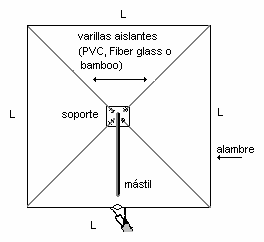 L
varillas aislantes
(PVC, Fiber glass o
bamboo)
L
soporte
L
alambre
mástil
L